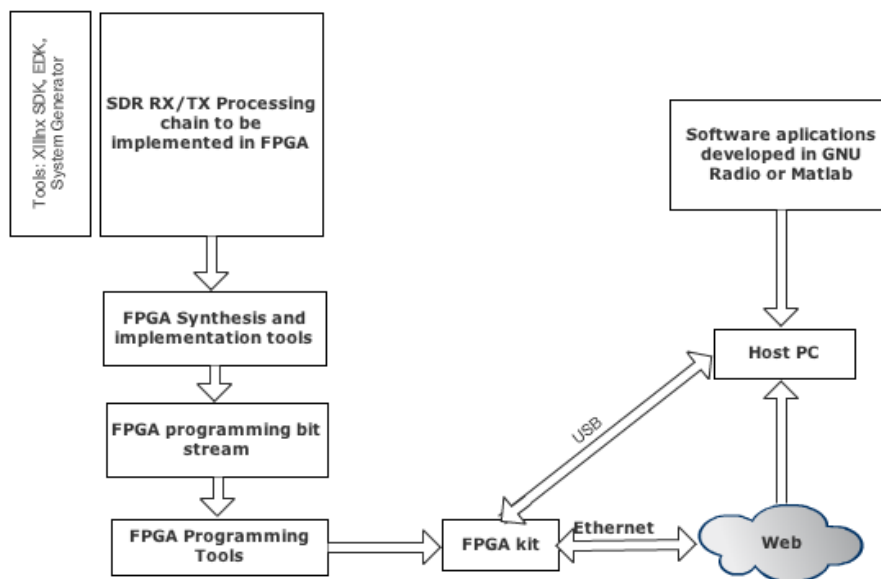 Tools: Xilinx SDK, EDK,
System Generator
SDR RX/TX Processing
chain to be
implemented in FPGA
Software aplications
developed in GNU
Radio or Matlab
FPGA Synthesis and
implementation tools
Host PC
FPGA programming bit
stream
USB
FPGA Programming
Tools
FPGA kit
Ethernet
Web